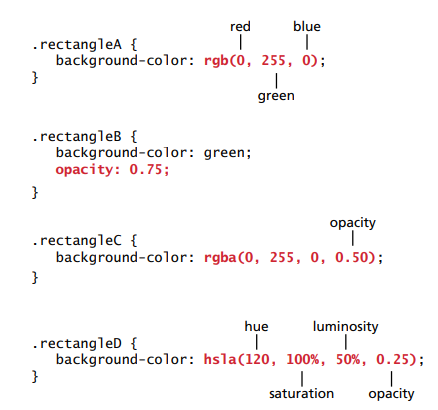 red blue
.rectangleA {
background-color: rgb(0, 255, 0);
}
green
.rectangleB {
background-color: green;
opacity: 0.75;
}
opacity
.rectangleC {
background-color: rgba(0, 255, 0, 0.50);
}
hue luminosity
.rectangleD {
background-color: hsla(120, 100%, 50%, 0.25);
}
saturation opacity